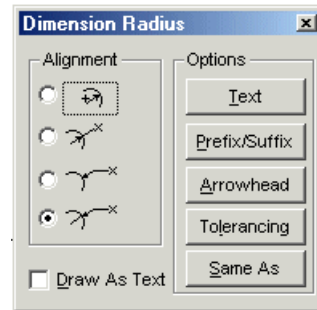 Dimension Radius
Alignment
Options
Text
Prefix/Suffix
Arrowhead
Tolerancing
Same As
Draw As Text